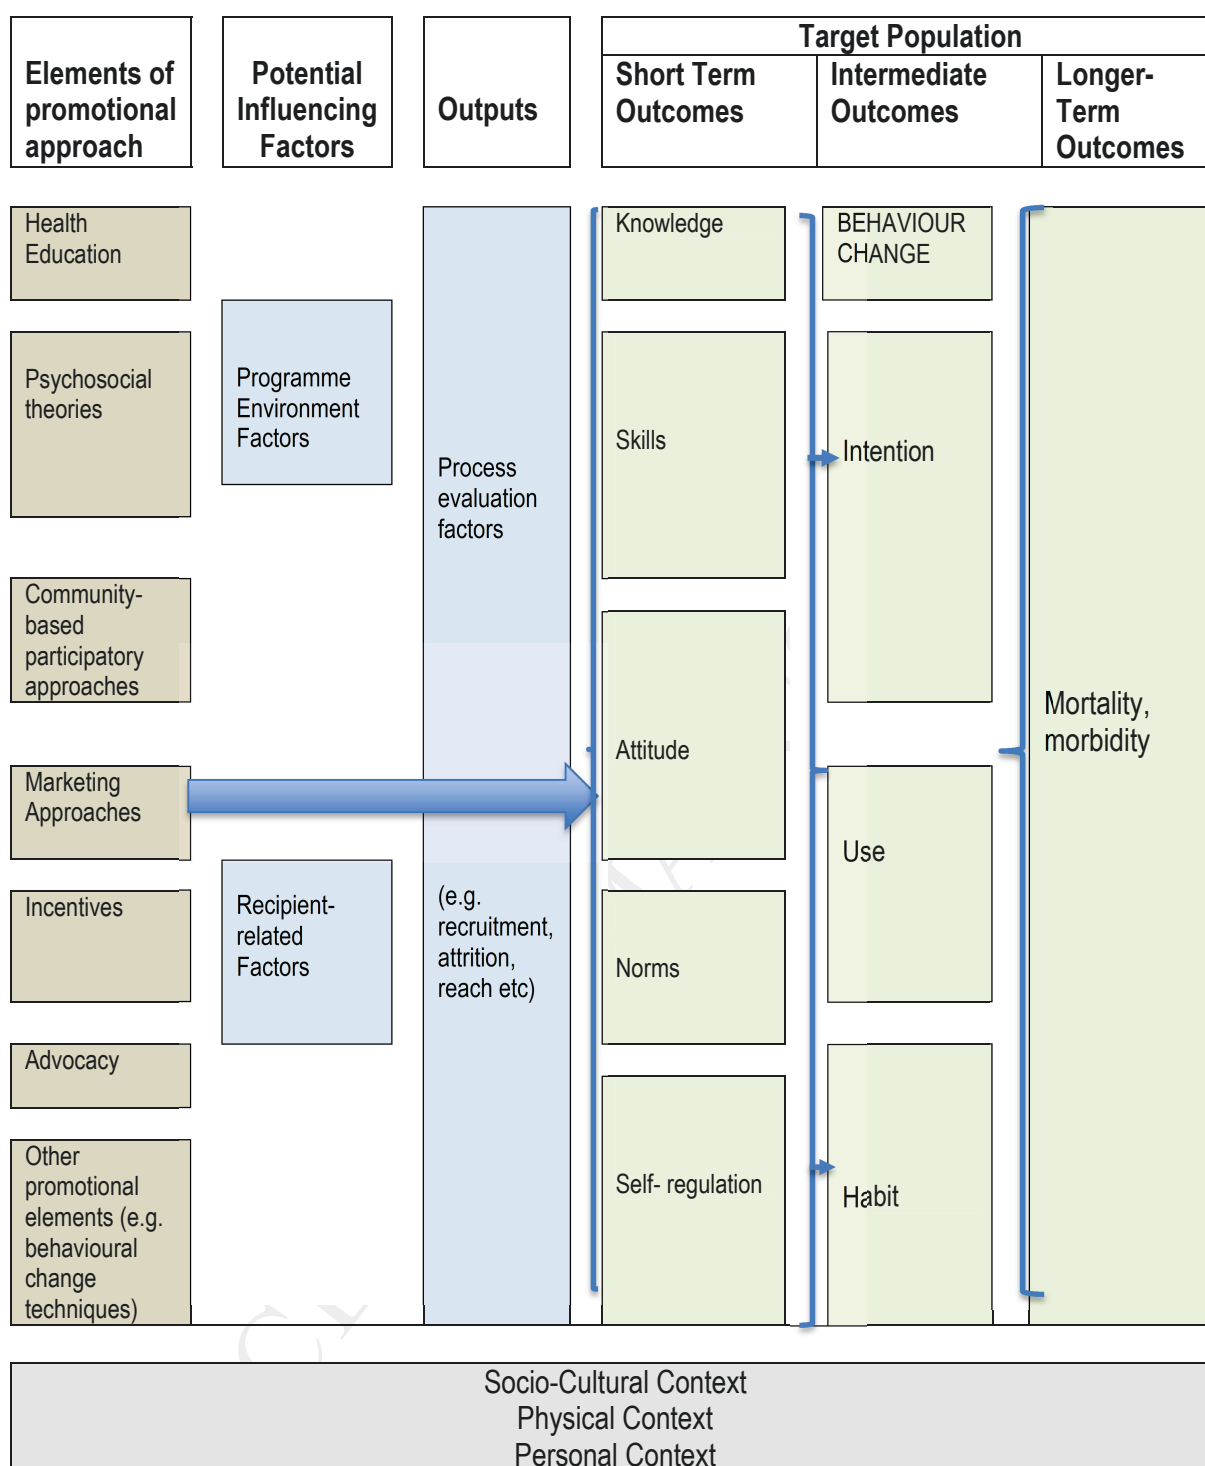 Elements of
promotional
approach
Potential
Influencing
Factors
Outputs
Target Population
Short Term
Outcomes
Intermediate
Outcomes
Longer-
Term
Outcomes
Health
Education
Psychosocial
theories
Community-
based
participatory
approaches
Marketing
Approaches
Incentives
Advocacy
Other
promotional
elements (e.g.
behavioural
change
techniques)
Programme
Environment
Factors
Recipient-
related
Factors
Process
evaluation
factors
(e.g.
recruitment,
attrition,
reach etc)
Knowledge
Skills
Attitude
Norms
Self- regulation
BEHAVIOUR
CHANGE
Intention
Use
Habit
Mortality,
morbidity
Socio-Cultural Context
Physical Context
Personal Context